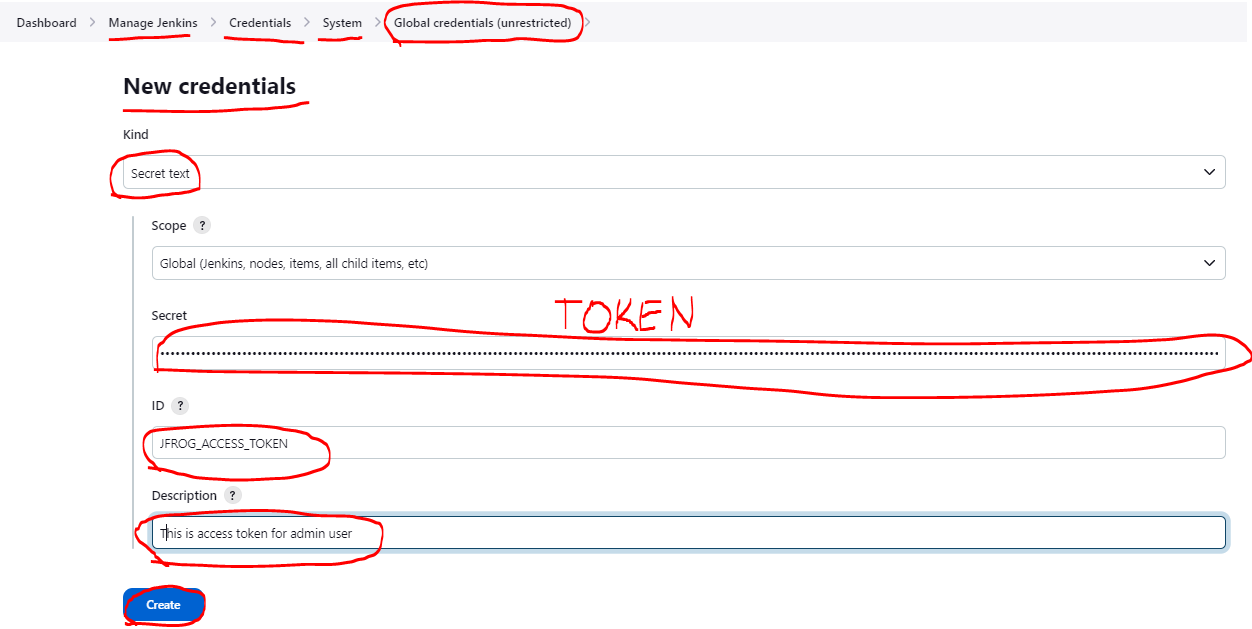 Dashboard > Manage Jenkins > Credentials > System > Global credentials (unrestricted) >
New credentials
Kind
Secret text
Scope ?
Global (Jenkins, nodes, items, all child items, etc)
TOKEN
Secret
ID ?
JFROG_ACCESS_TOKEN
Description ?
This is access token for admin user
Create